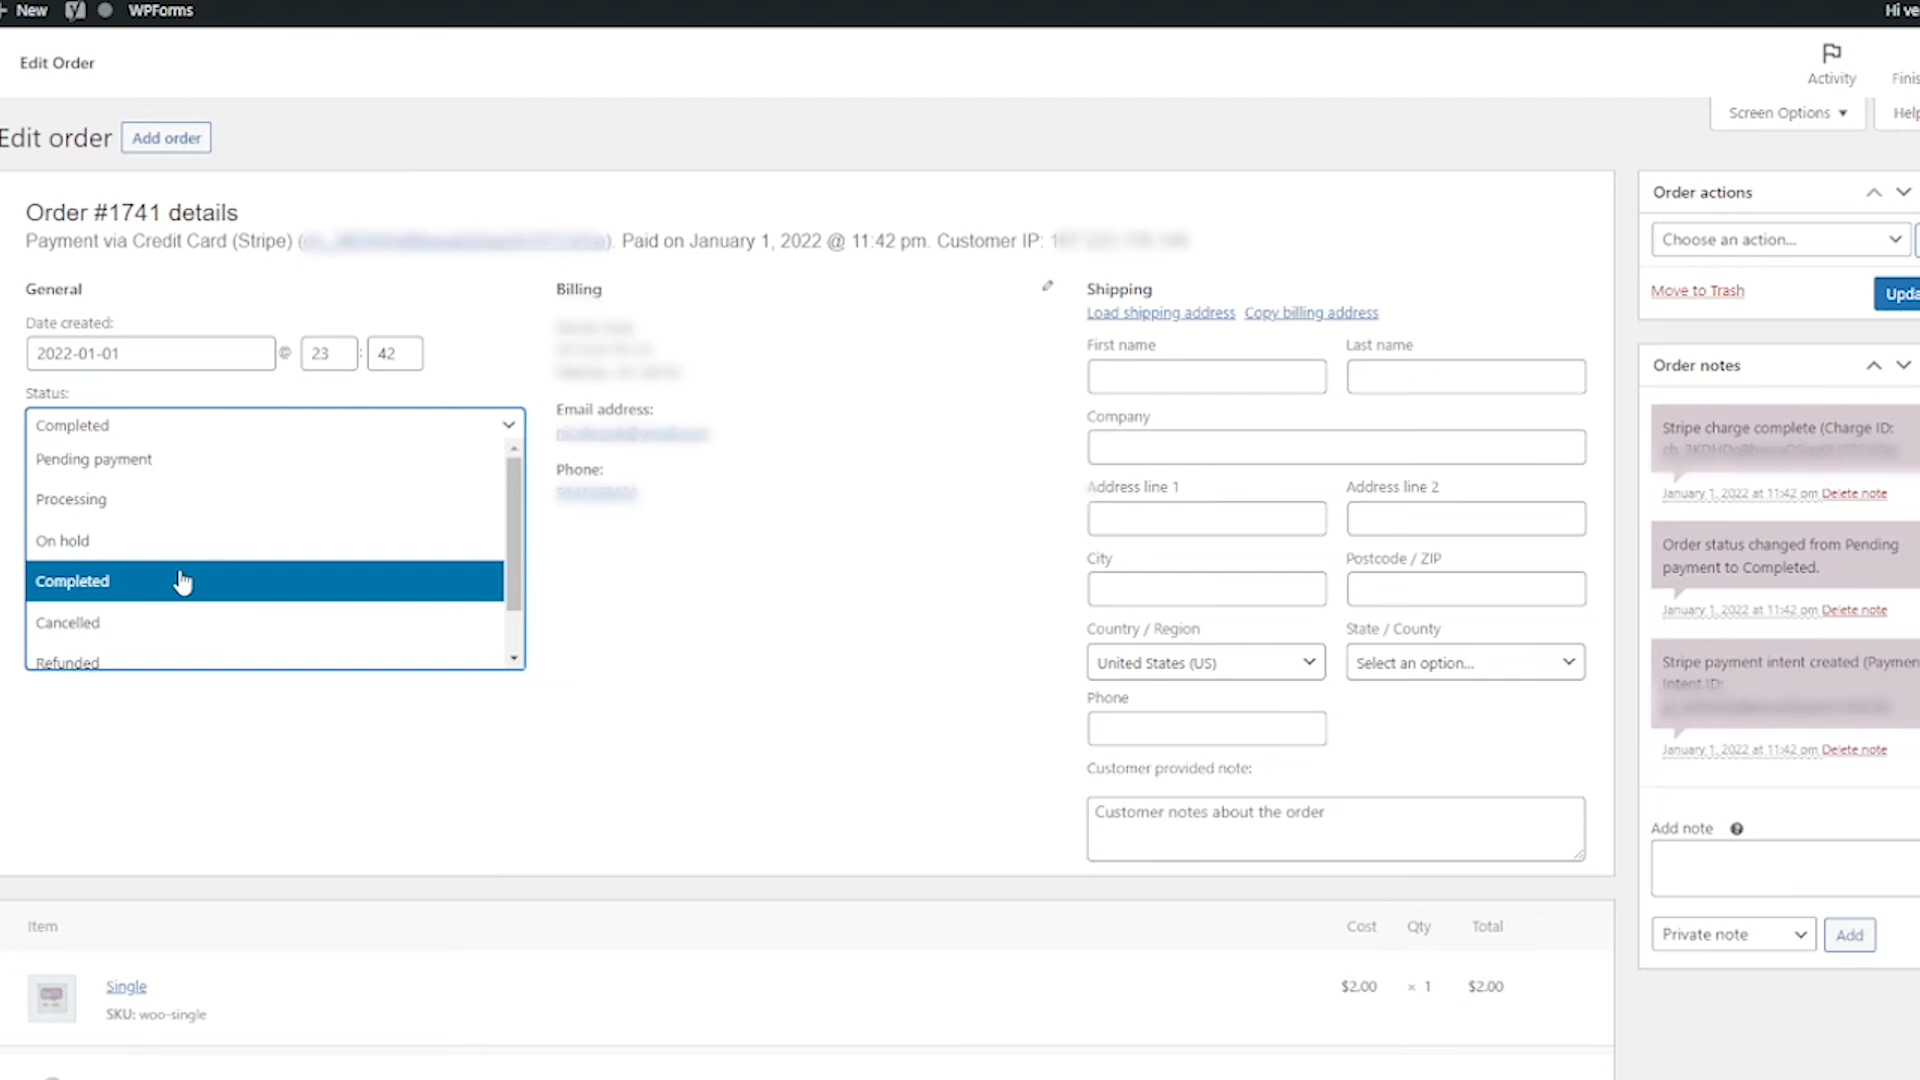 New WPForms
Hi
Edit Order
Activity
Edit order Add order
Screen Options
Order #1741 details
Payment via Credit Card (Stripe) ( ). Paid on January 1, 2022 @ 11:42 pm. Customer IP:
General
Date created:
2022-01-01 @ 23 : 42
Status:
Completed
Pending payment
Processing
On hold
Completed
Cancelled
Refunded
Billing
Email address:
Phone:
Shipping
Load shipping address Copy billing address
First name Last name
Company
Address line 1 Address line 2
City Postcode / ZIP
Country / Region State / County
United States (US) Select an option...
Phone
Customer provided note:
Customer notes about the order
Order actions
Choose an action...
Move to Trash
Order notes
Stripe charge complete (Charge ID:
January 1, 2022 at 11:42 pm Delete note
Order status changed from Pending
payment to Completed.
January 1, 2022 at 11:42 pm Delete note
Stripe payment intent created
Intent ID:
January 1, 2022 at 11:42 pm Delete note
Add note
Private note Add
Item Cost Qty Total
Single $2.00 × 1 $2.00
SKU: woo-single